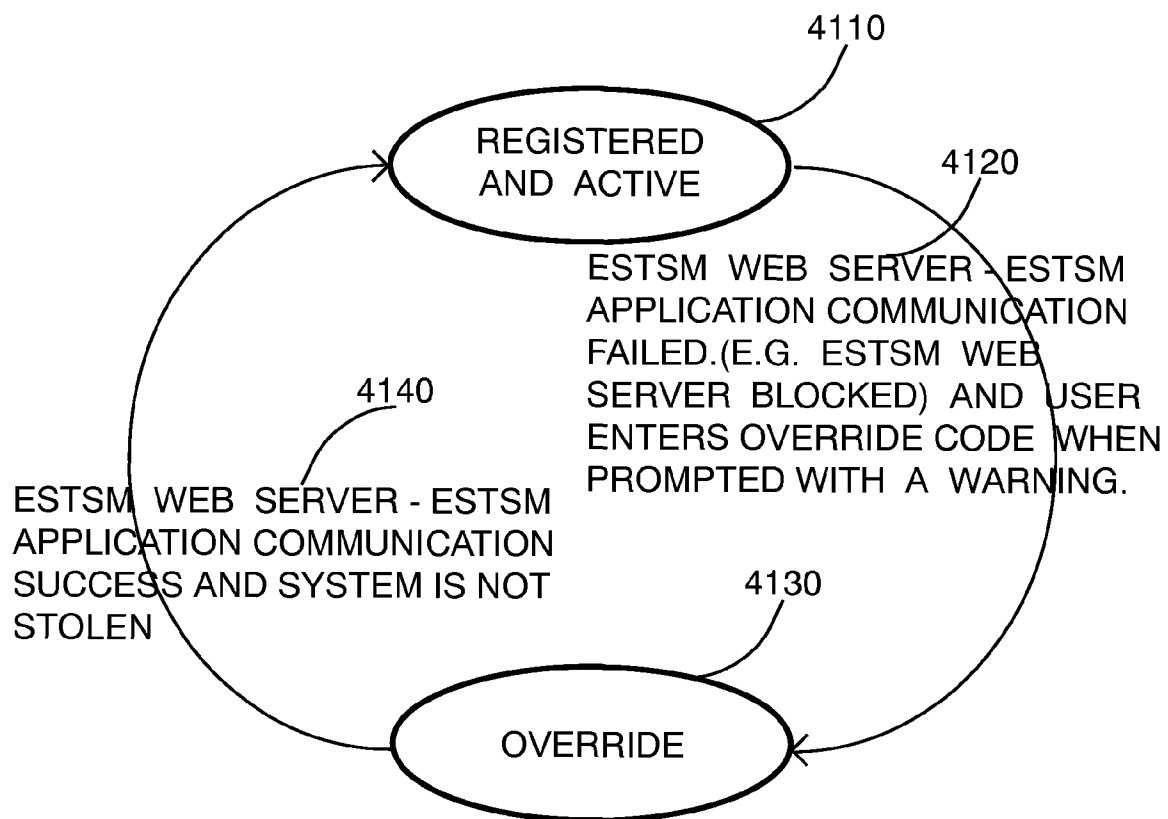 4110
REGISTERED
AND ACTIVE
4120
ESTSM WEB SERVER - ESTSM
APPLICATION COMMUNICATION
FAILED.(E.G. ESTSM WEB
SERVER BLOCKED) AND USER
ENTERS OVERRIDE CODE WHEN
PROMPTED WITH A WARNING.
4140
ESTSM WEB SERVER - ESTSM
APPLICATION COMMUNICATION
SUCCESS AND SYSTEM IS NOT
STOLEN
4130
OVERRIDE